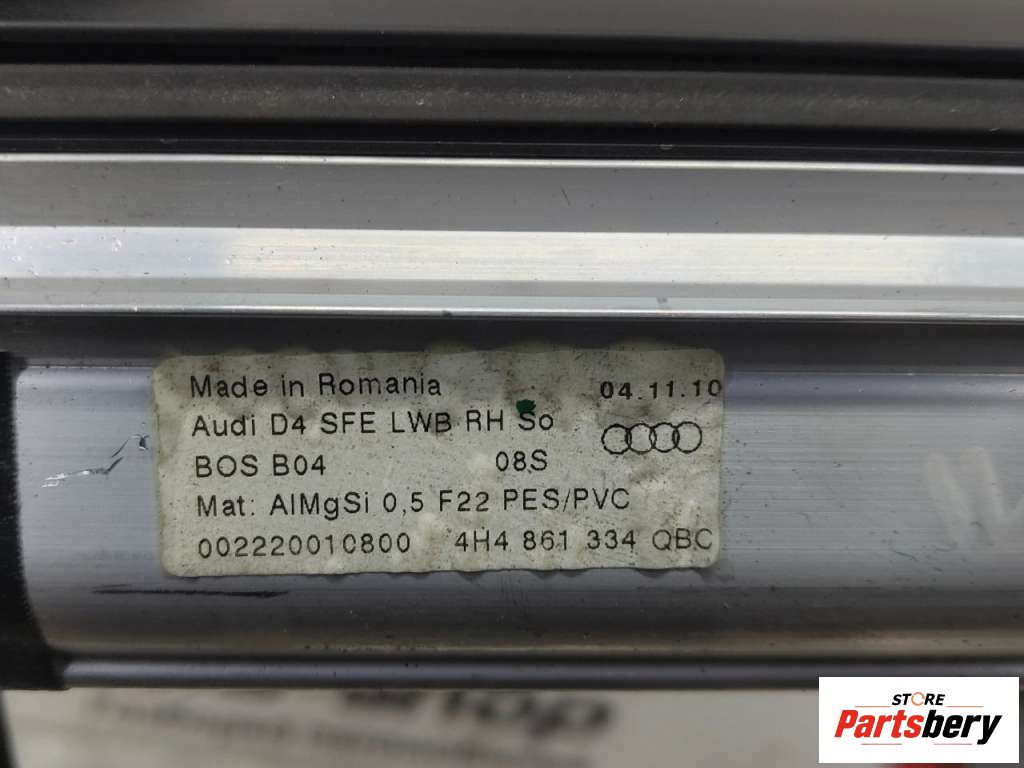 Made in Romania 04.11.10
Audi D4 SFE LWB RH So
BOS B04 08S
Mat: AlMgSi 0,5 F22 PES/PVC
002220010800 4H4 861 334 QBC
STORE
Partsbery